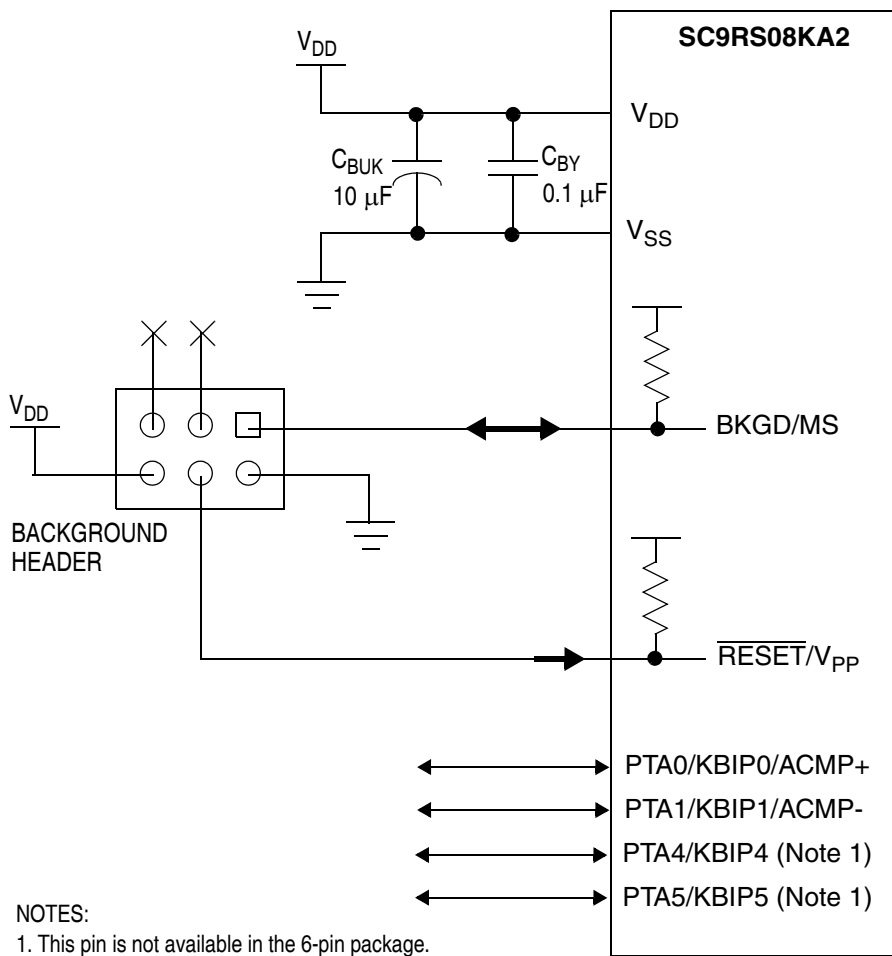 SC9RS08KA2
VDD
VDD
CBUK
10 μF
CBY
0.1 μF
VSS
VDD
BKGD/MS
BACKGROUND
HEADER
RESET/VPP
PTA0/KBIP0/ACMP+
PTA1/KBIP1/ACMP-
PTA4/KBIP4 (Note 1)
PTA5/KBIP5 (Note 1)
NOTES:
1. This pin is not available in the 6-pin package.